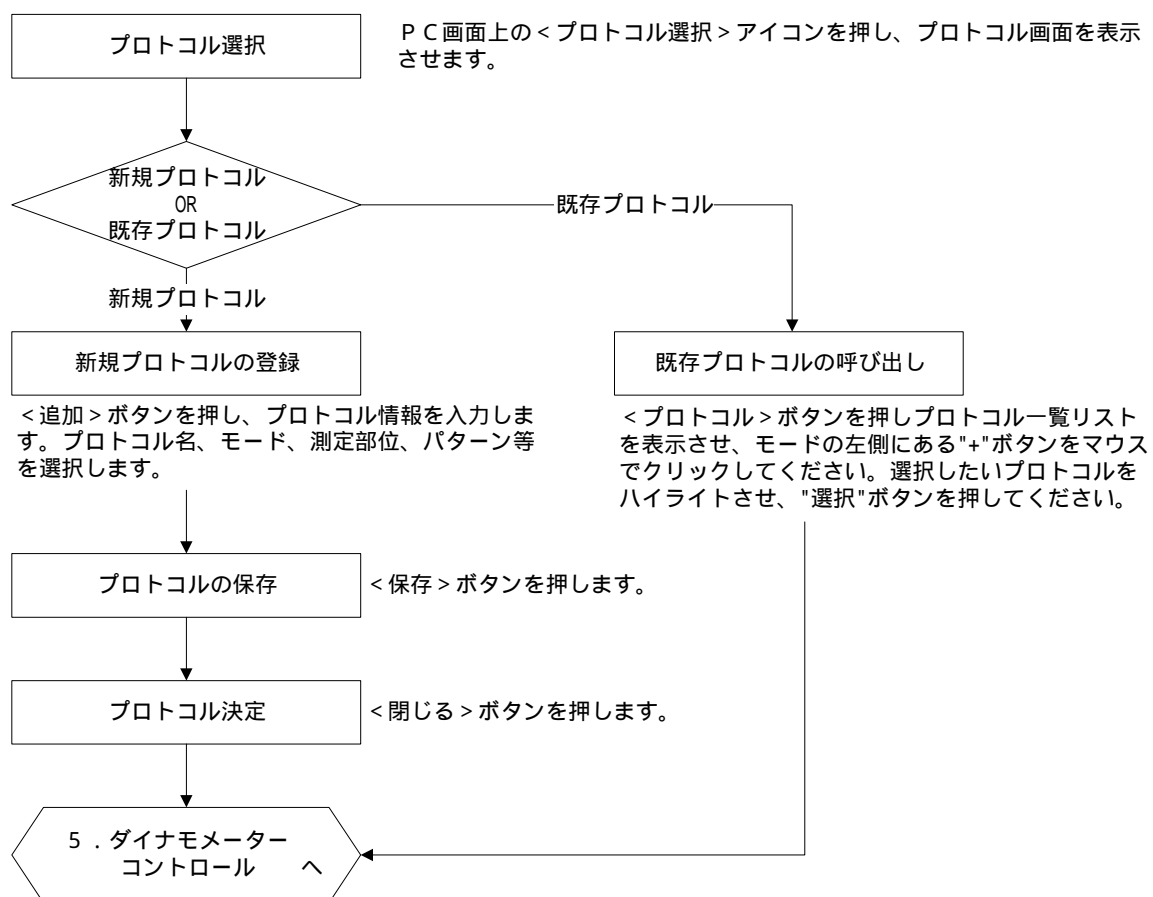 プロトコル選択
ＰＣ画面上の＜プロトコル選択＞アイコンを押し、プロトコル画面を表示
させます。
新規プロトコル
OR
既存プロトコル
既存プロトコル
新規プロトコル
新規プロトコルの登録
＜追加＞ボタンを押し、プロトコル情報を入力しま
す。プロトコル名、モード、測定部位、パターン等
を選択します。
既存プロトコルの呼び出し
＜プロトコル＞ボタンを押しプロトコル一覧リスト
を表示させ、モードの左側にある"+"ボタンをマウス
でクリックしてください。選択したいプロトコルを
ハイライトさせ、"選択"ボタンを押してください。
プロトコルの保存
＜保存＞ボタンを押します。
プロトコル決定
＜閉じる＞ボタンを押します。
５．ダイナモメーター
コントロール　へ